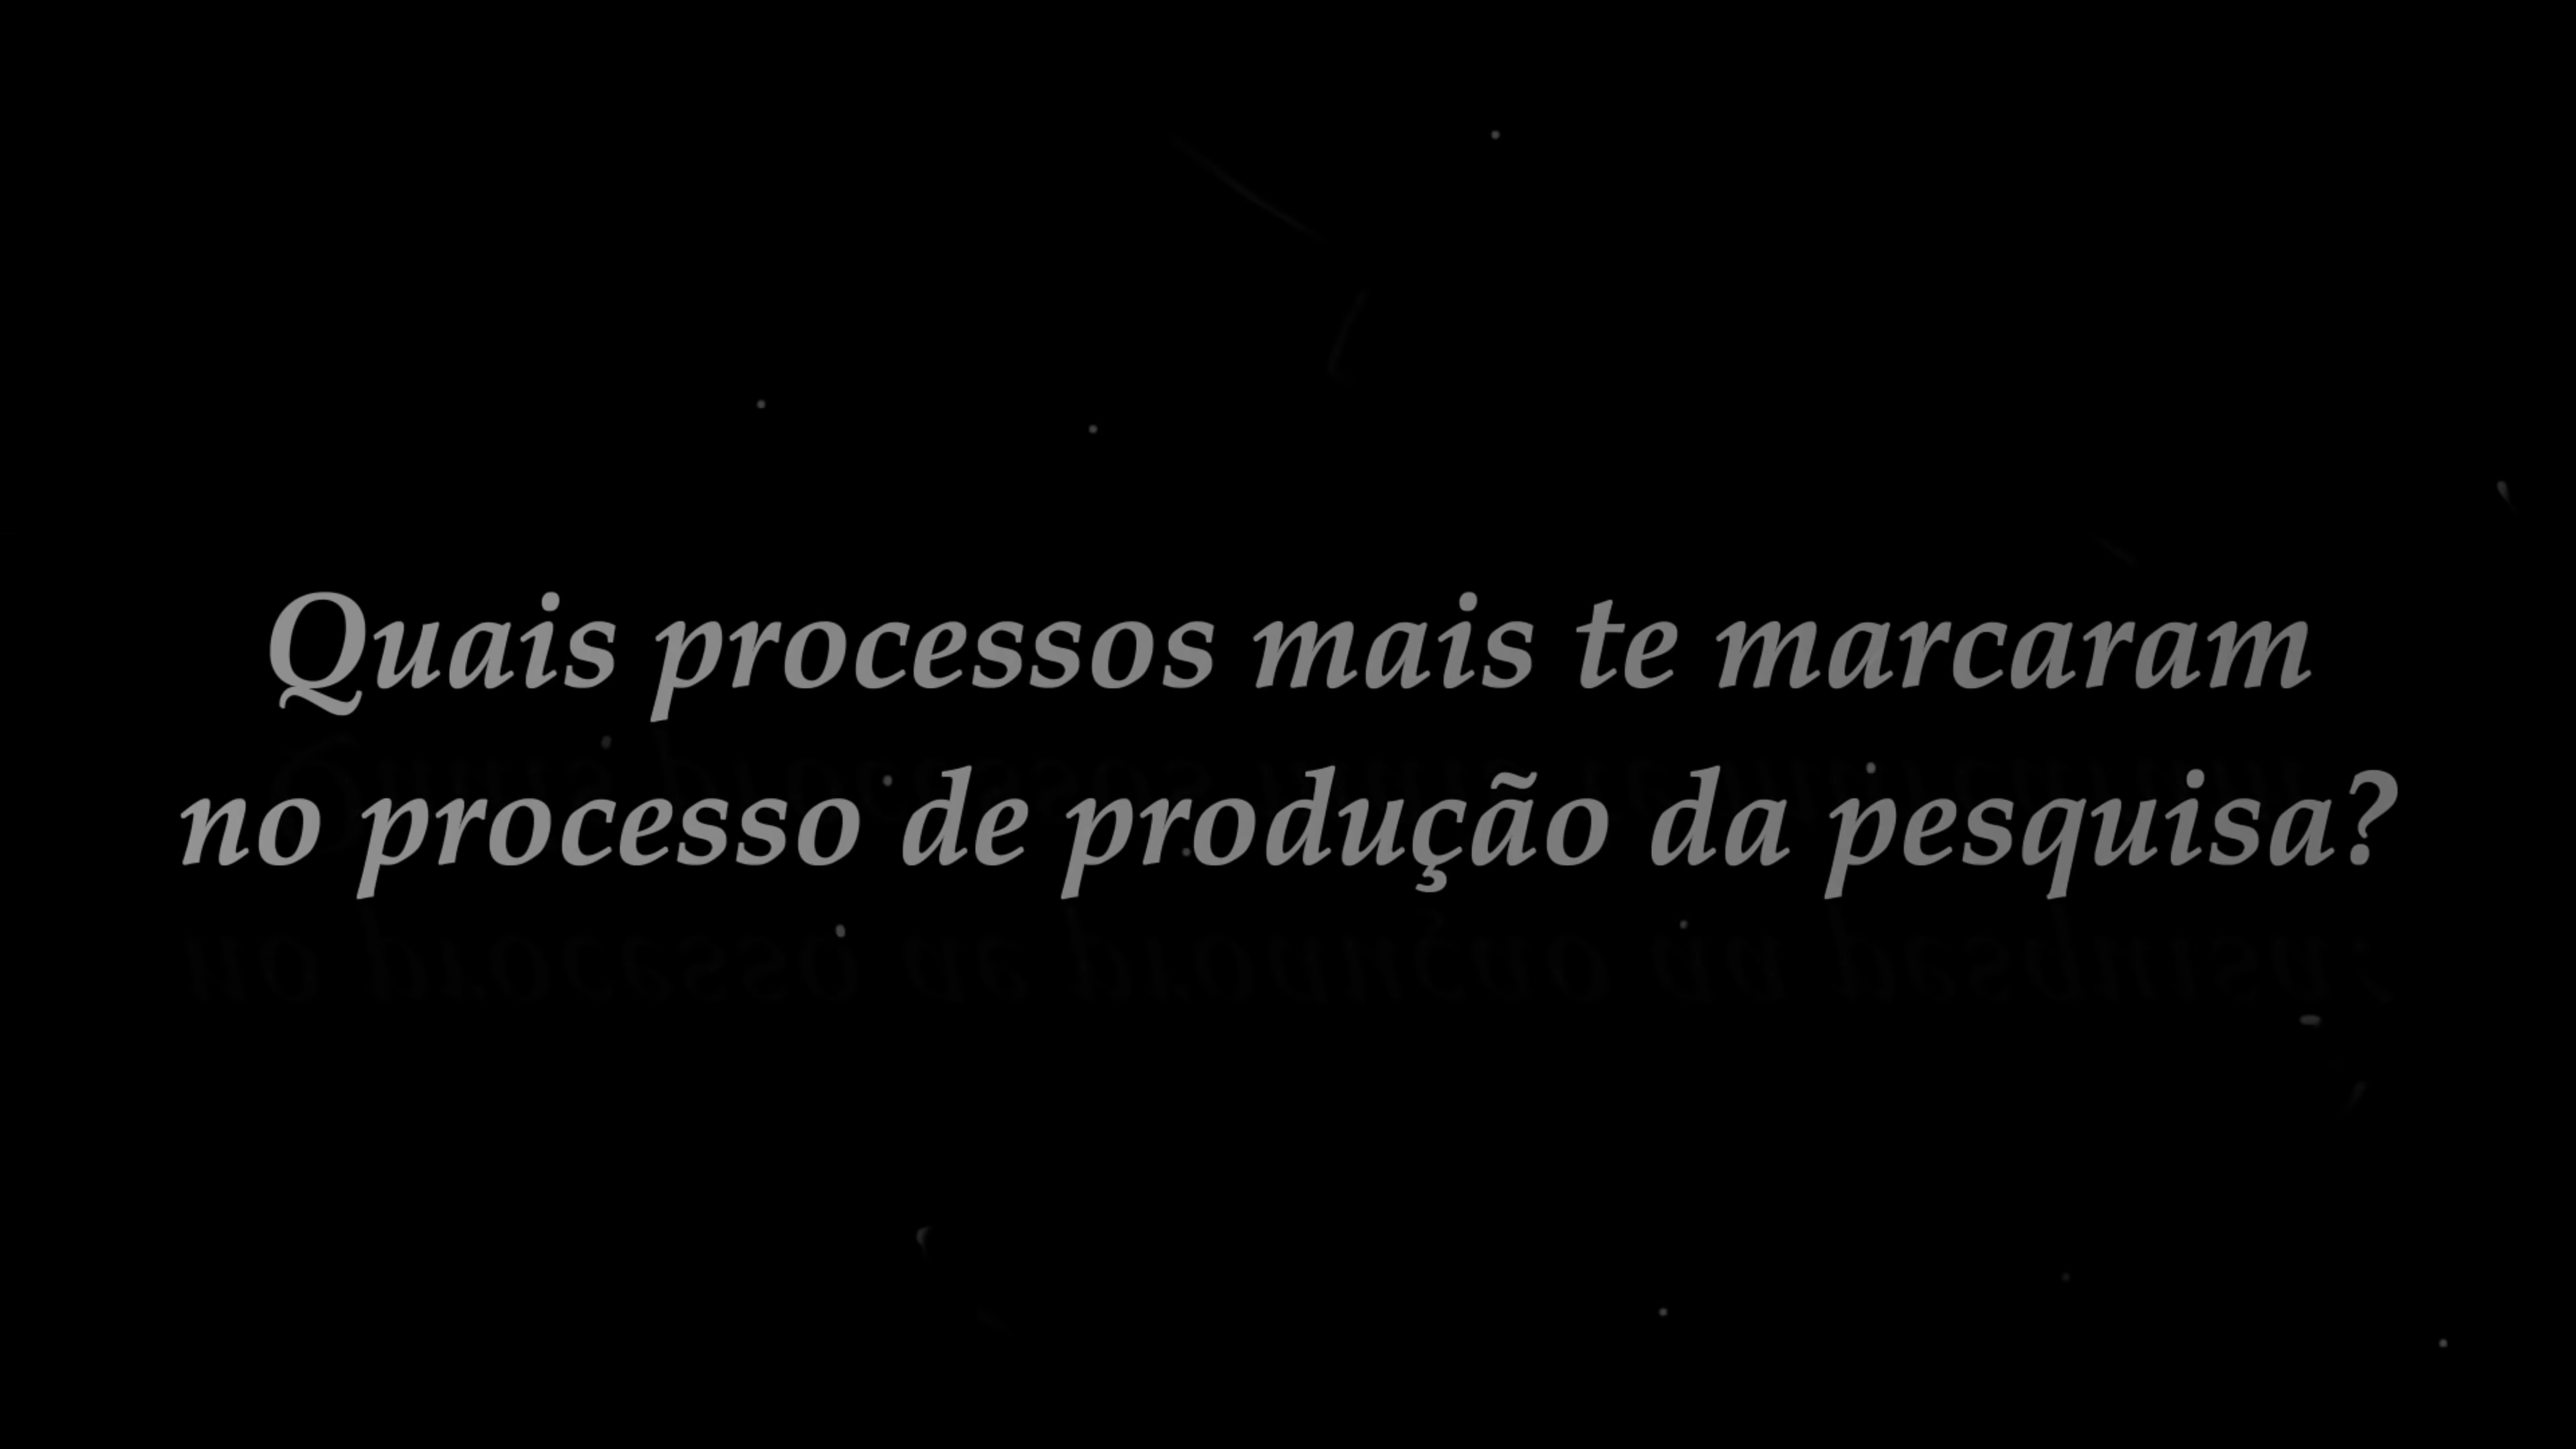 Quais processos mais te marcaram
no processo de produção da pesquisa?